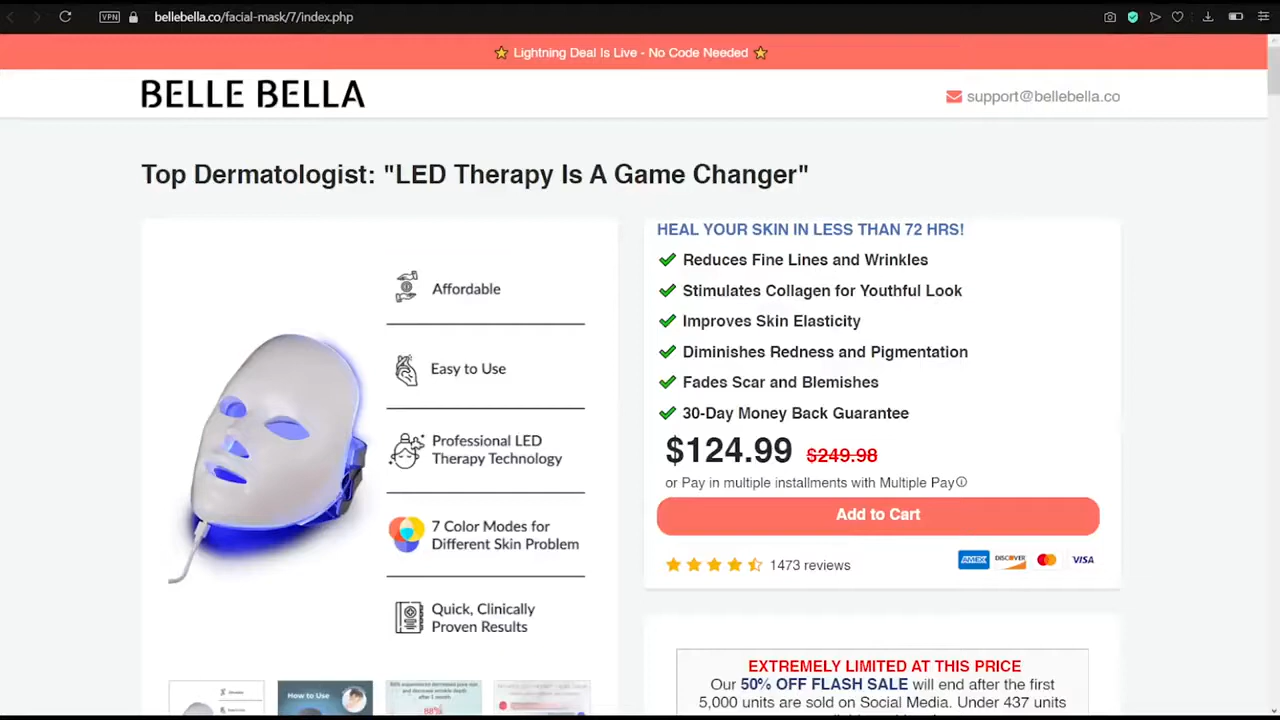 VPN bellebella.co/facial-mask/7/index.php
Lightning Deal Is Live - No Code Needed
BELLE BELLA
support@bellebella.co
Top Dermatologist: "LED Therapy Is A Game Changer"
Affordable
Easy to Use
Professional LED
Therapy Technology
7 Color Modes for
Different Skin Problem
Quick, Clinically
Proven Results
HEAL YOUR SKIN IN LESS THAN 72 HRS!
Reduces Fine Lines and Wrinkles
Stimulates Collagen for Youthful Look
Improves Skin Elasticity
Diminishes Redness and Pigmentation
Fades Scar and Blemishes
30-Day Money Back Guarantee
$124.99 $249.98
or Pay in multiple installments with Multiple Pay
Add to Cart
1473 reviews
AMEX DISCOVER VISA
EXTREMELY LIMITED AT THIS PRICE
Our 50% OFF FLASH SALE will end after the first
5,000 units are sold on Social Media. Under 437 units
How to Use
88%